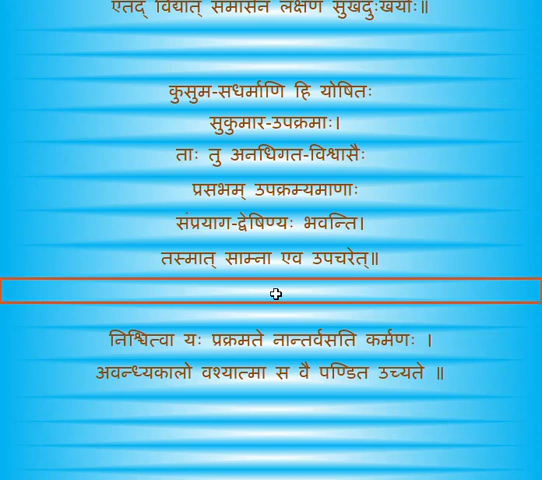 एतद् विद्यात् समासेन लक्षणं सुखदुःखयोः॥
कुसुम-सधर्माणि हि योषितः
सुकुमार-उपक्रमाः।
ताः तु अनधिगत-विश्वासैः
प्रसभम् उपक्रम्यमाणाः
संप्रयाग-द्वेषिण्यः भवन्ति।
तस्मात् साम्ना एव उपचरेत्॥
निश्चित्वा यः प्रक्रमते नान्तर्वसति कर्मणः ।
अवन्ध्यकालो वश्यात्मा स वै पण्डित उच्यते ॥